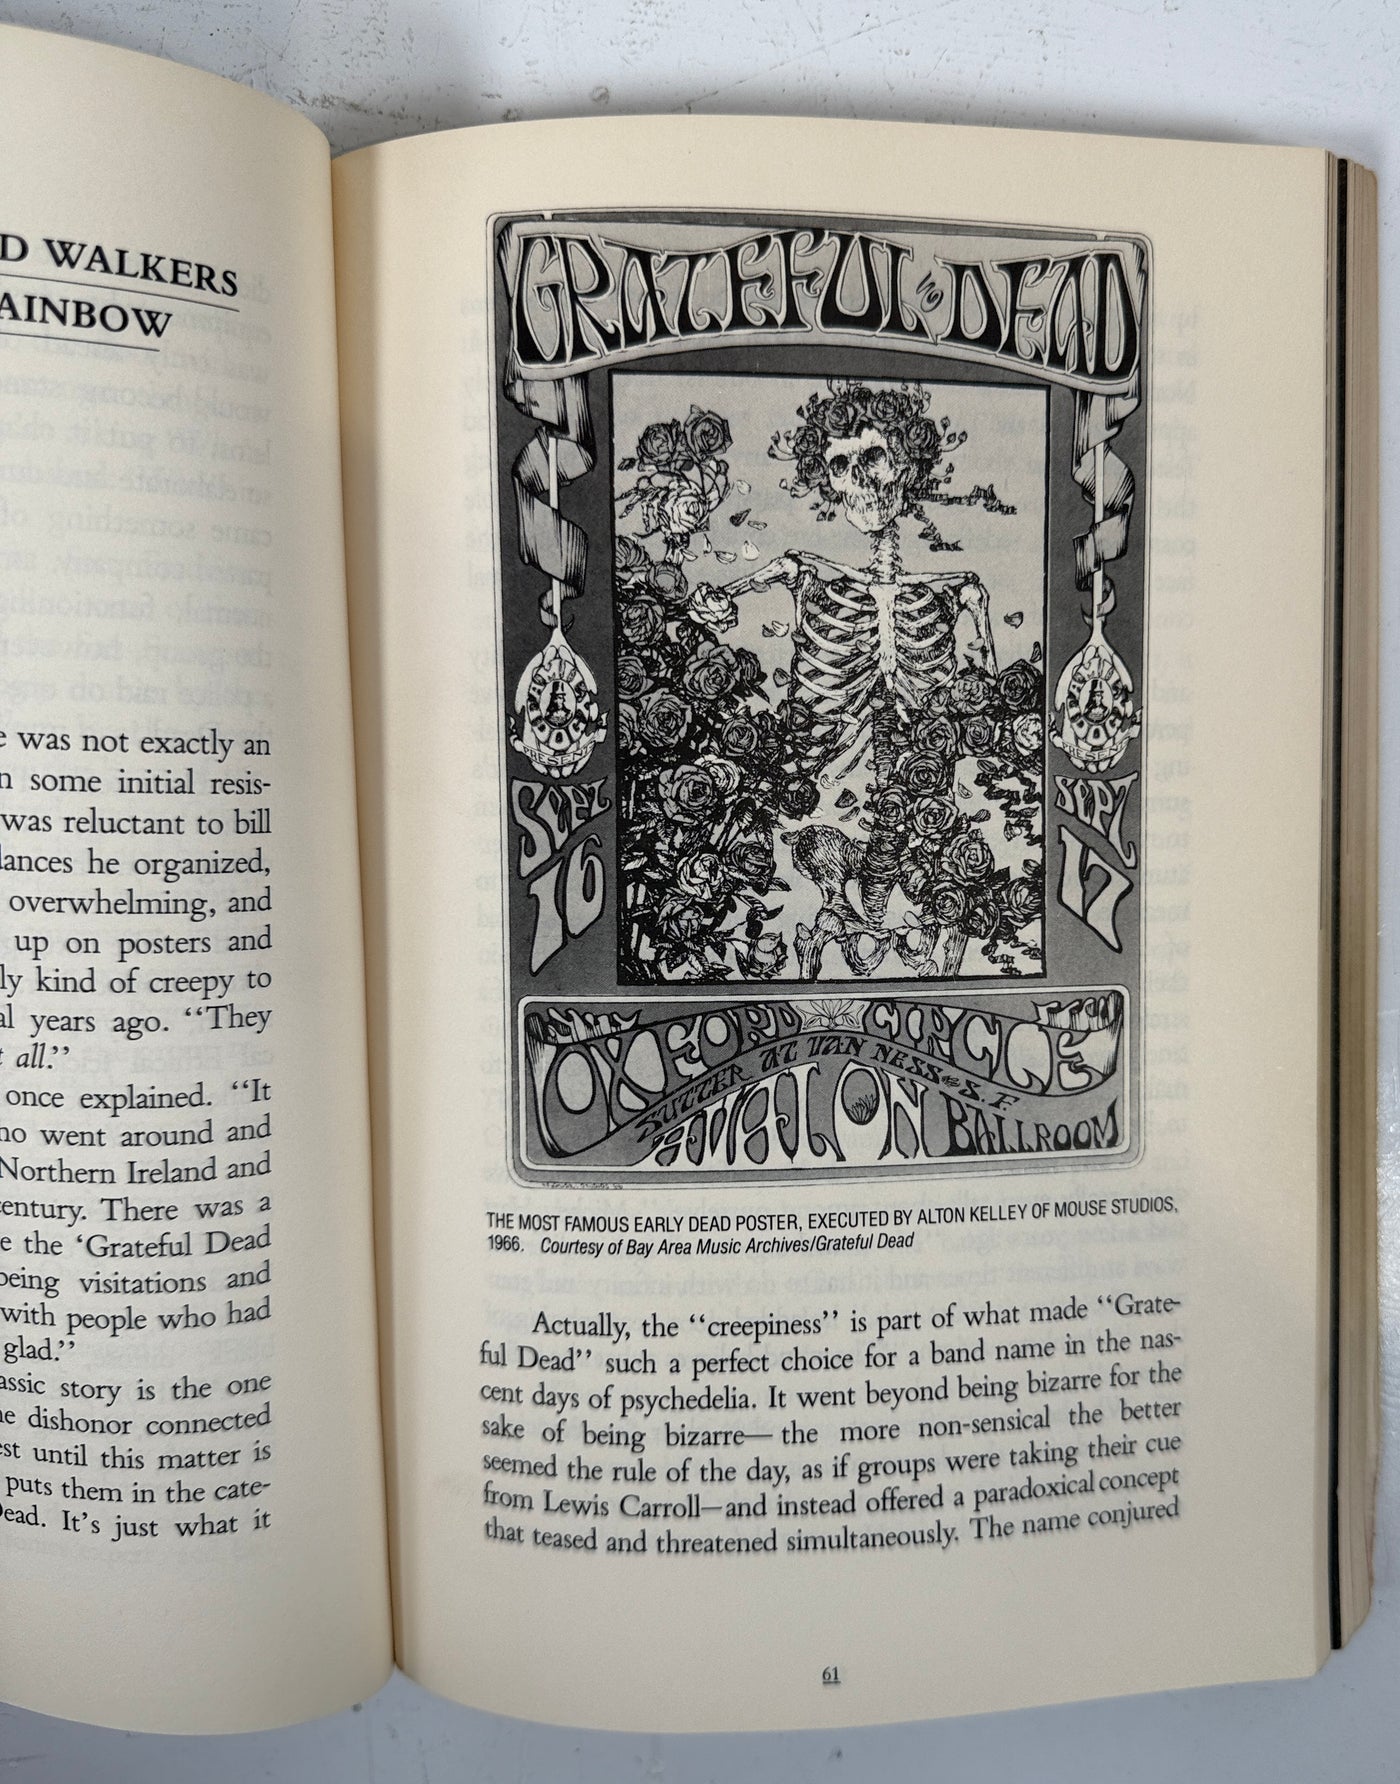 D WALKERS
AINBOW
e was not exactly an
n some initial resis-
was reluctant to bill
dances he organized,
overwhelming, and
up on posters and
ly kind of creepy to
al years ago. “They
t all.”
once explained. “It
ho went around and
Northern Ireland and
entury. There was a
e the ‘Grateful Dead
being visitations and
with people who had
glad.”
assic story is the one
he dishonor connected
est until this matter is
puts them in the cate-
Dead. It's just what it
GRATEFUL DEAD
FAMILY DOG PRESENTS
SEPT 16
FAMILY DOG PRESENTS
SEPT 17
OXFORD CIRCLE
SUTTER AT VAN NESS S.F.
AVALON BALLROOM
THE MOST FAMOUS EARLY DEAD POSTER, EXECUTED BY ALTON KELLEY OF MOUSE STUDIOS,
1966. Courtesy of Bay Area Music Archives/Grateful Dead
Actually, the “creepiness” is part of what made “Grate-
ful Dead” such a perfect choice for a band name in the nas-
cent days of psychedelia. It went beyond being bizarre for the
sake of being bizarre— the more non-sensical the better
seemed the rule of the day, as if groups were taking their cue
from Lewis Carroll—and instead offered a paradoxical concept
that teased and threatened simultaneously. The name conjured
61